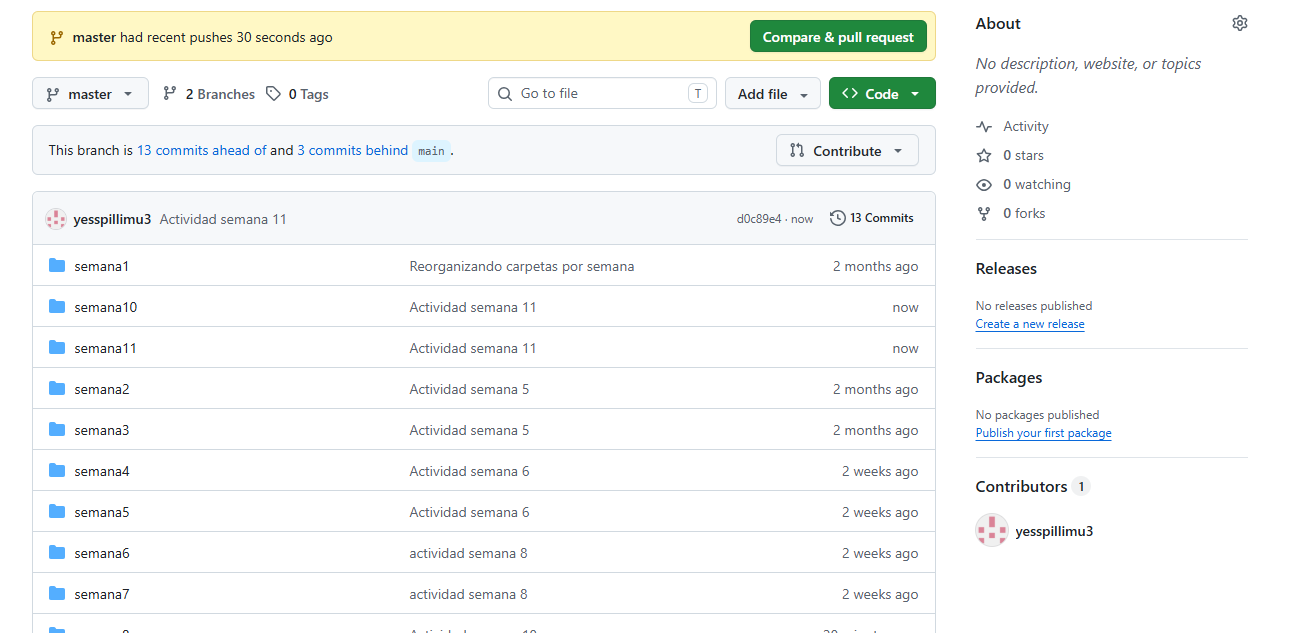 master had recent pushes 30 seconds ago
Compare & pull request
master
2 Branches
0 Tags
Go to file
T
Add file
Code
This branch is 13 commits ahead of and 3 commits behind main .
Contribute
yesspillimu3 Actividad semana 11 d0c89e4 · now 13 Commits
semana1 Reorganizando carpetas por semana 2 months ago
semana10 Actividad semana 11 now
semana11 Actividad semana 11 now
semana2 Actividad semana 5 2 months ago
semana3 Actividad semana 5 2 months ago
semana4 Actividad semana 6 2 weeks ago
semana5 Actividad semana 6 2 weeks ago
semana6 actividad semana 8 2 weeks ago
semana7 actividad semana 8 2 weeks ago
About
No description, website, or topics
provided.
Activity
0 stars
0 watching
0 forks
Releases
No releases published
Create a new release
Packages
No packages published
Publish your first package
Contributors 1
yesspillimu3